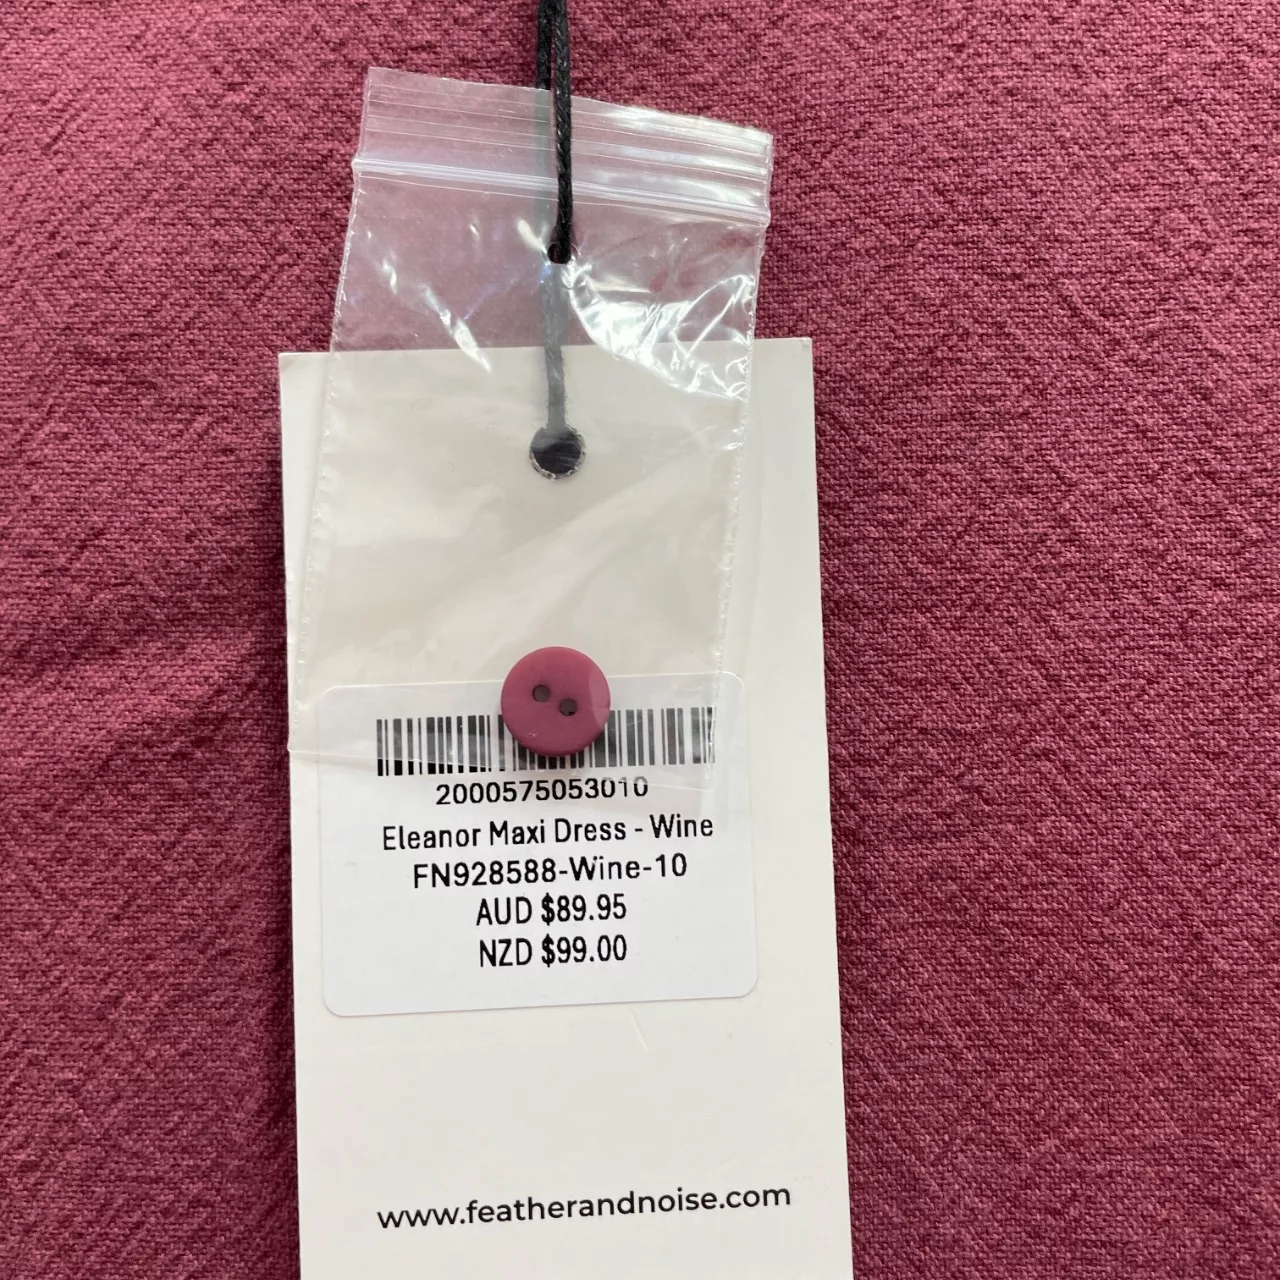 2000575053010
Eleanor Maxi Dress - Wine
FN928588-Wine-10
AUD $89.95
NZD $99.00
www.featherandnoise.com